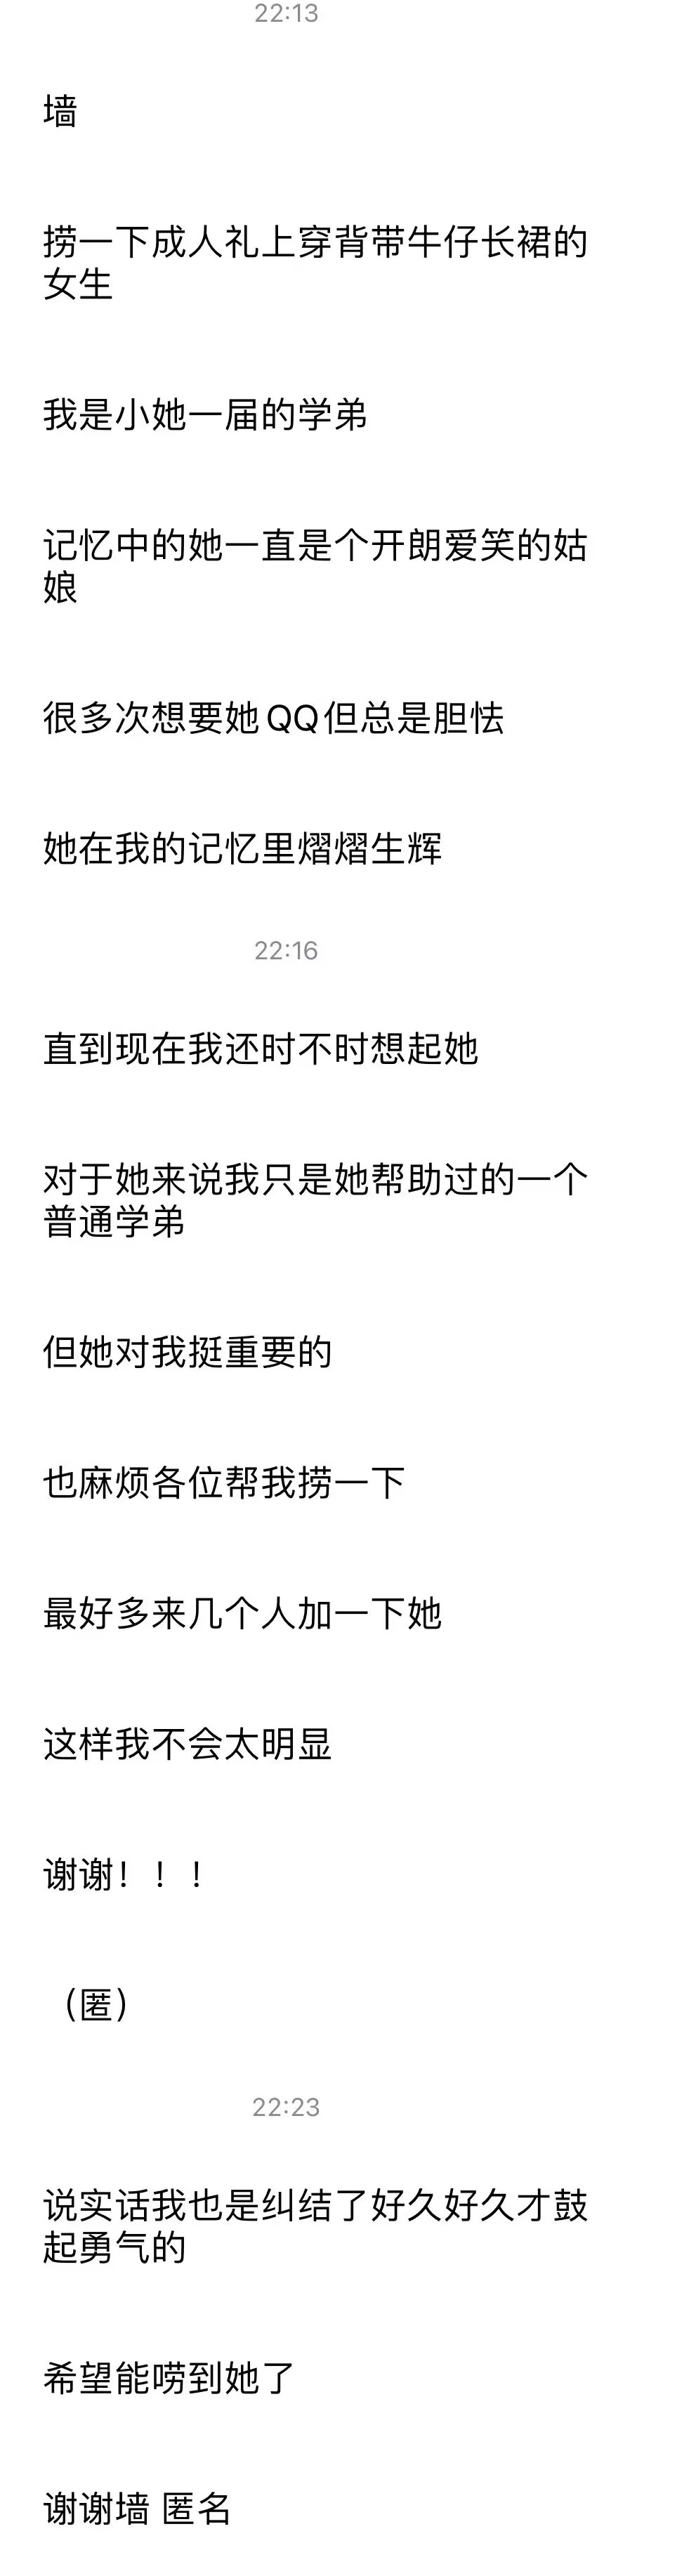 22:13
墙
捞一下成人礼上穿背带牛仔长裙的
女生
我是小她一届的学弟
记忆中的她一直是个开朗爱笑的姑
娘
很多次想要她QQ但总是胆怯
她在我的记忆里熠熠生辉
22:16
直到现在我还时不时想起她
对于她来说我只是她帮助过的一个
普通学弟
但她对我挺重要的
也麻烦各位帮我捞一下
最好多来几个人加一下她
这样我不会太明显
谢谢！！！
（匿）
22:23
说实话我也是纠结了好久好久才鼓
起勇气的
希望能唠到她了
谢谢墙 匿名